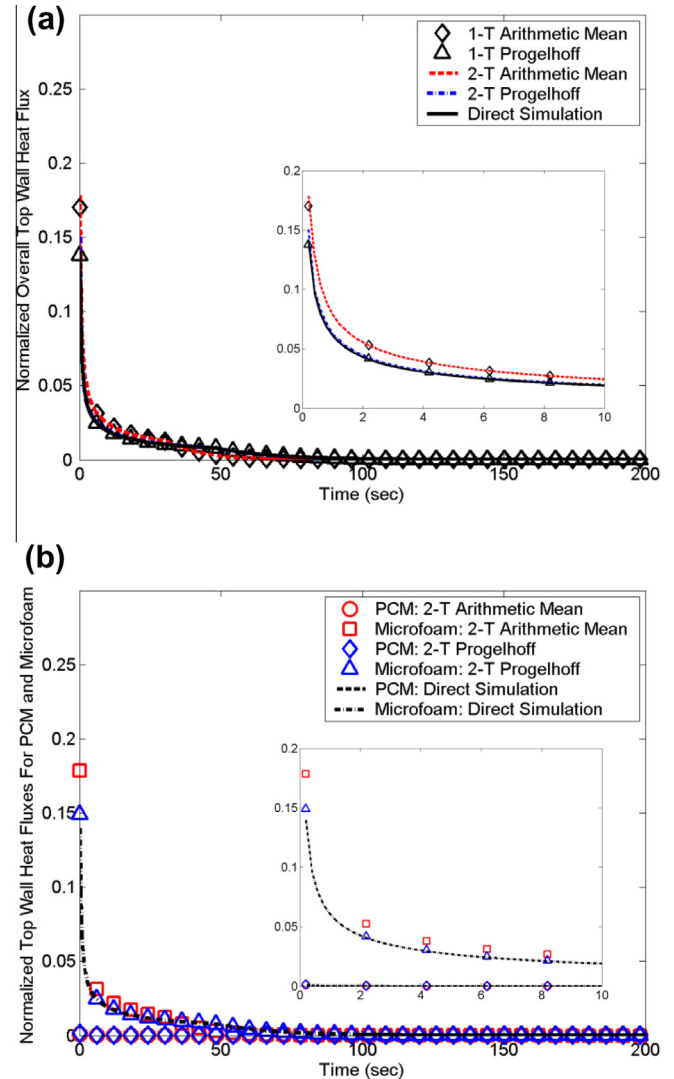 (a)
1-T Arithmetic Mean
1-T Progelhoff
2-T Arithmetic Mean
2-T Progelhoff
Direct Simulation
Normalized Overall Top Wall Heat Flux
0.25
0.2
0.15
0.1
0.05
0
0.2
0.15
0.1
0.05
0
0 2 4 6 8 10
0 50 100 150 200
Time (sec)
(b)
PCM: 2-T Arithmetic Mean
Microfoam: 2-T Arithmetic Mean
PCM: 2-T Progelhoff
Microfoam: 2-T Progelhoff
PCM: Direct Simulation
Microfoam: Direct Simulation
Normalized Top Wall Heat Fluxes For PCM and Microfoam
0.25
0.2
0.15
0.1
0.05
0
0.2
0.15
0.1
0.05
0
0 2 4 6 8 10
0 50 100 150 200
Time (sec)